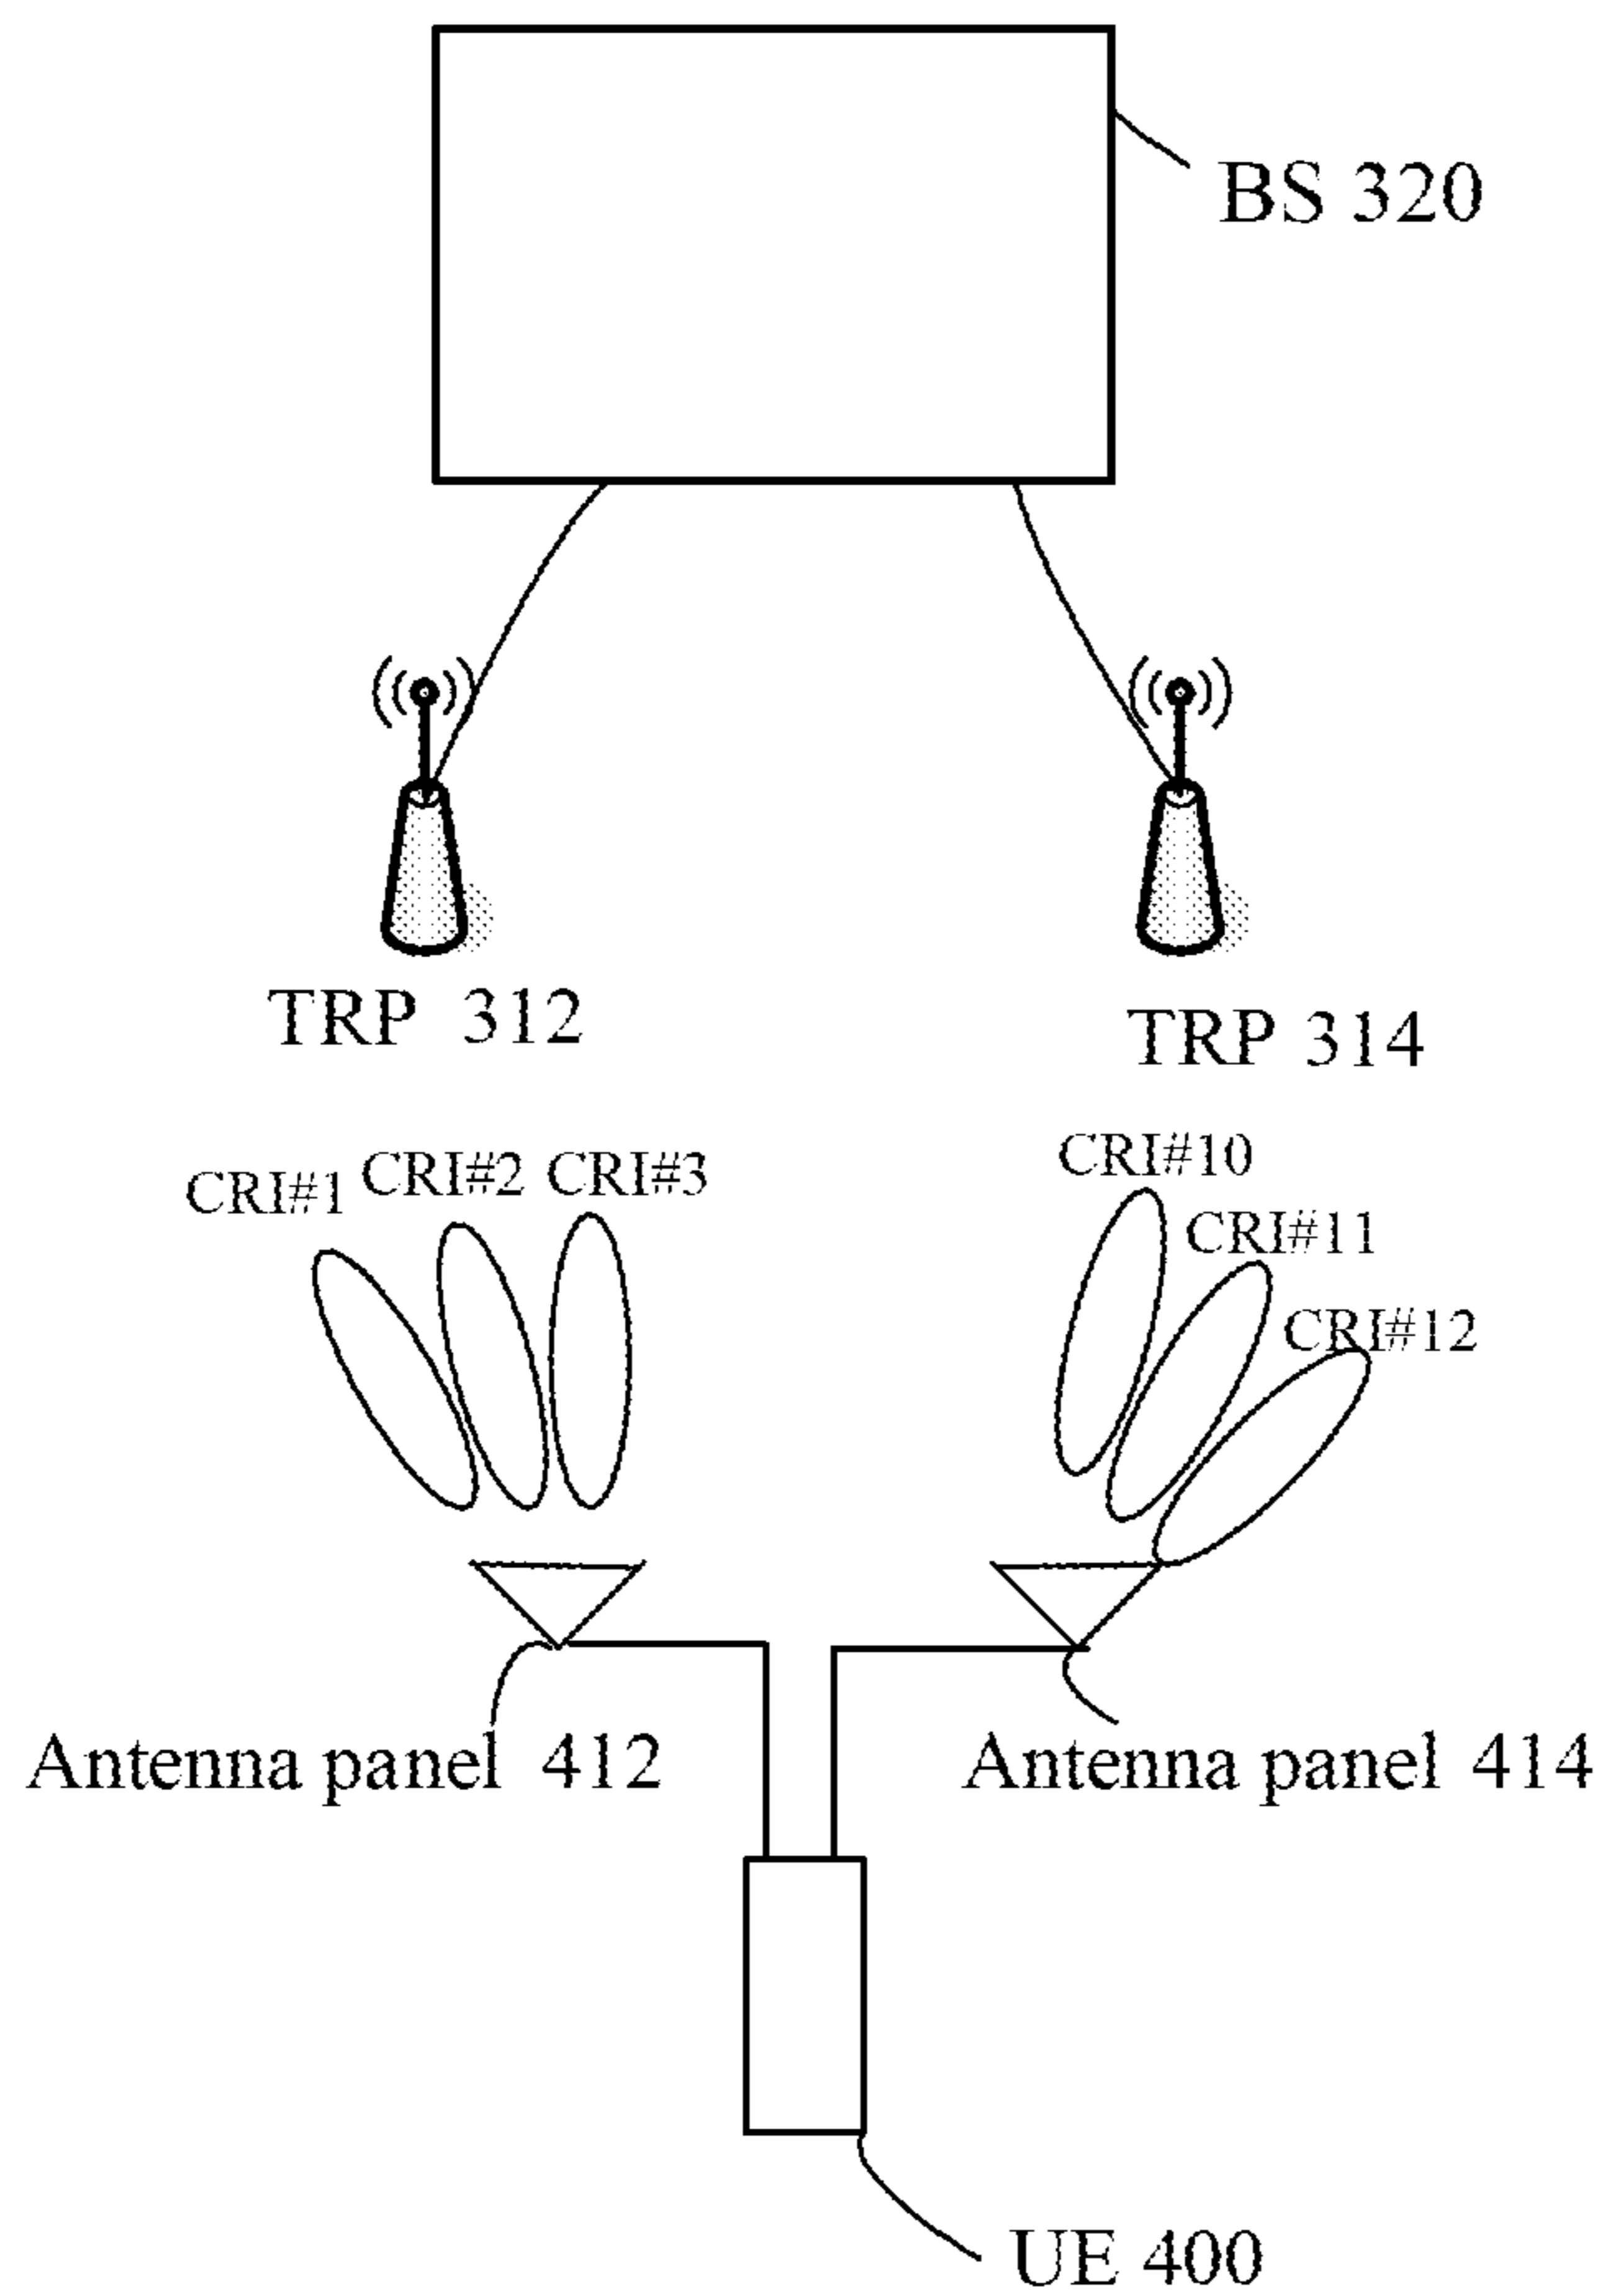 BS 320
TRP 312
TRP 314
CRI#1 CRI#2 CRI#3
CRI#10
CRI#11
CRI#12
Antenna panel 412
Antenna panel 414
UE 400